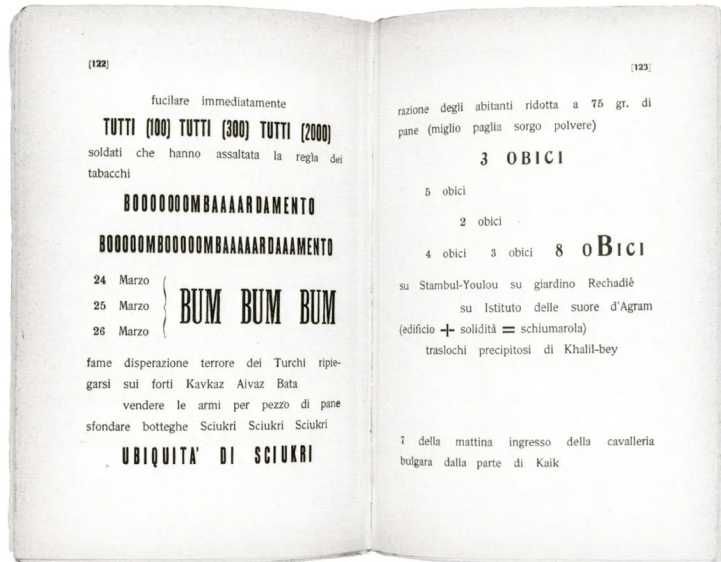 [122]
fucilare immediatamente
TUTTI (100) TUTTI (300) TUTTI (2000)
soldati che hanno assaltata la regìa dei
tabacchi
BOOOOOOOMBAAAARDAMENTO
BOOOOOMBOOOOOMBAAAAARDAAAMENTO
24 Marzo
25 Marzo
26 Marzo
BUM BUM BUM
fame disperazione terrore dei Turchi ripie-
garsi sui forti Kavkaz Aivaz Bata
vendere le armi per pezzo di pane
sfondare botteghe Sciukri Sciukri Sciukri
UBIQUITA' DI SCIUKRI
[123]
razione degli abitanti ridotta a 75 gr. di
pane (miglio paglia sorgo polvere)
3 OBICI
5 obici
2 obici
4 obici 3 obici 8 oBICI
su Stambul-Youlou su giardino Rechadié
su Istituto delle suore d'Agram
(edificio + solidità = schiumarola)
traslochi precipitosi di Khalil-bey
7 della mattina ingresso della cavalleria
bulgara dalla parte di Kaik